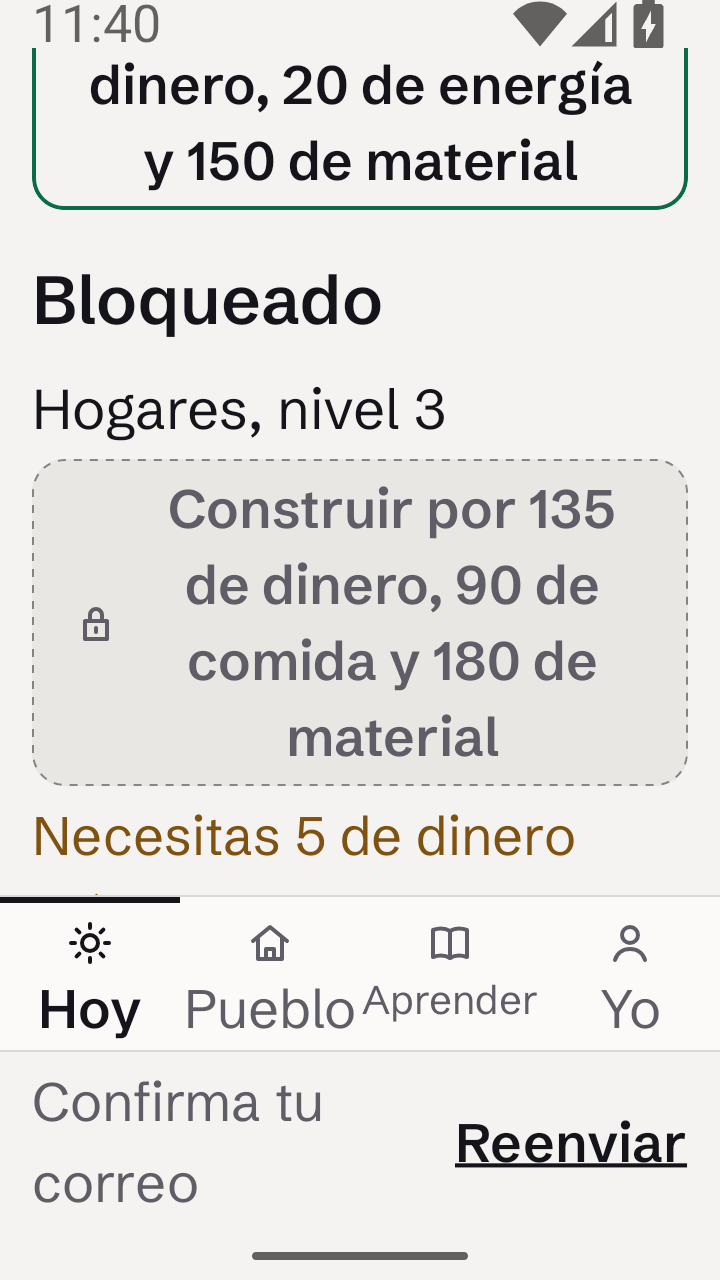 11:40
dinero, 20 de energía
y 150 de material
Bloqueado
Hogares, nivel 3
Construir por 135
de dinero, 90 de
comida y 180 de
material
Necesitas 5 de dinero
Hoy
Pueblo
Aprender
Yo
Confirma tu
correo
Reenviar